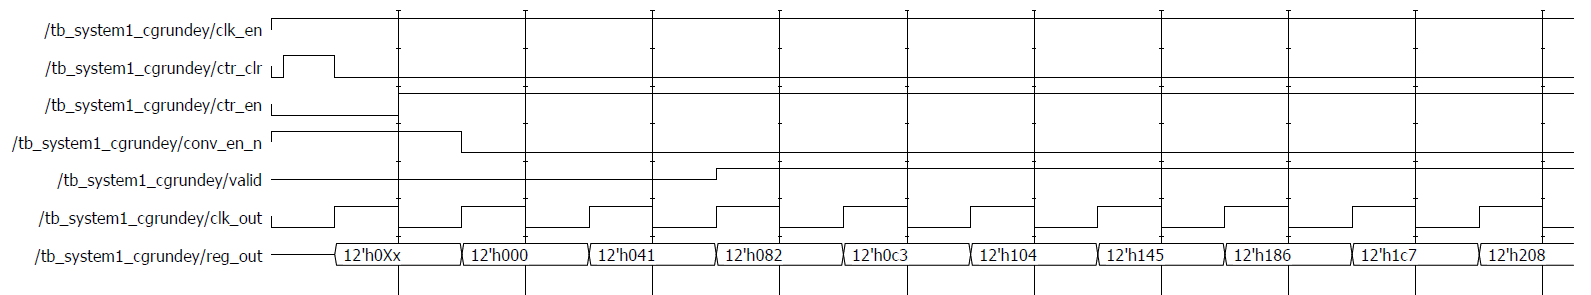 /tb_system1_cgrundey/clk_en
/tb_system1_cgrundey/ctr_clr
/tb_system1_cgrundey/ctr_en
/tb_system1_cgrundey/conv_en_n
/tb_system1_cgrundey/valid
/tb_system1_cgrundey/clk_out
/tb_system1_cgrundey/reg_out 12'h0Xx 12'h000 12'h041 12'h082 12'h0c3 12'h104 12'h145 12'h186 12'h1c7 12'h208